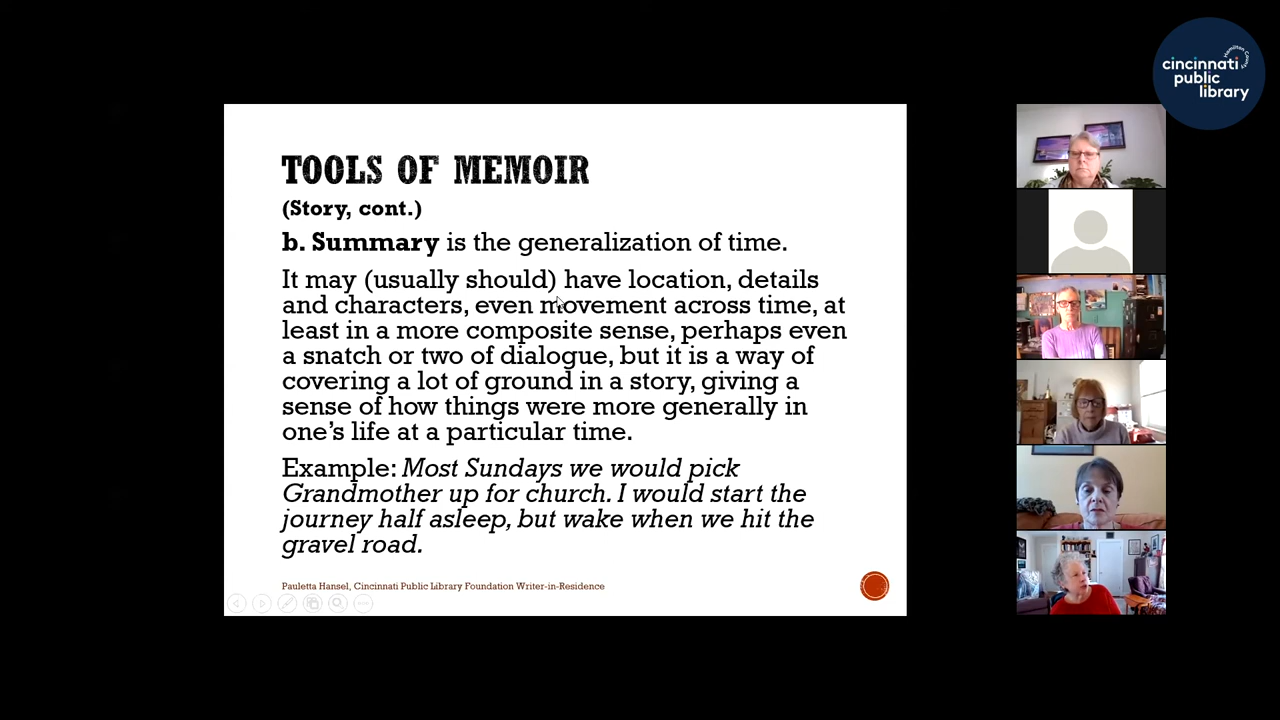 Hamilton County
cincinnati
public
library
TOOLS OF MEMOIR
(Story, cont.)
b. Summary is the generalization of time.
It may (usually should) have location, details
and characters, even movement across time, at
least in a more composite sense, perhaps even
a snatch or two of dialogue, but it is a way of
covering a lot of ground in a story, giving a
sense of how things were more generally in
one's life at a particular time.
Example: Most Sundays we would pick
Grandmother up for church. I would start the
journey half asleep, but wake when we hit the
gravel road.
Pauletta Hansel, Cincinnati Public Library Foundation Writer-in-Residence